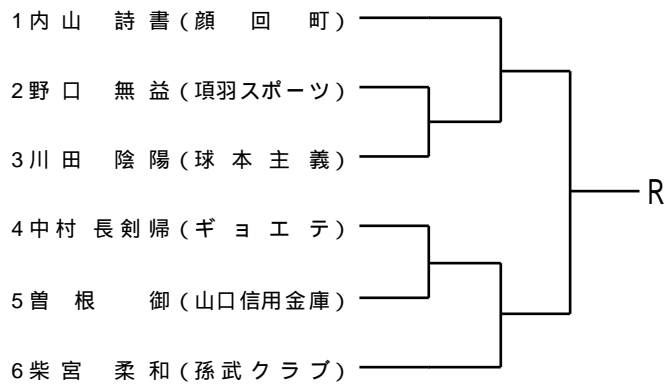 1 内山 詩書 (顔回町)
2 野口 無益 (項羽スポーツ)
3 川田 陰陽 (球本主義)
R
4 中村 長剣帰 (ギョエテ)
5 曽根 御 (山口信用金庫)
6 柴宮 柔和 (孫武クラブ)